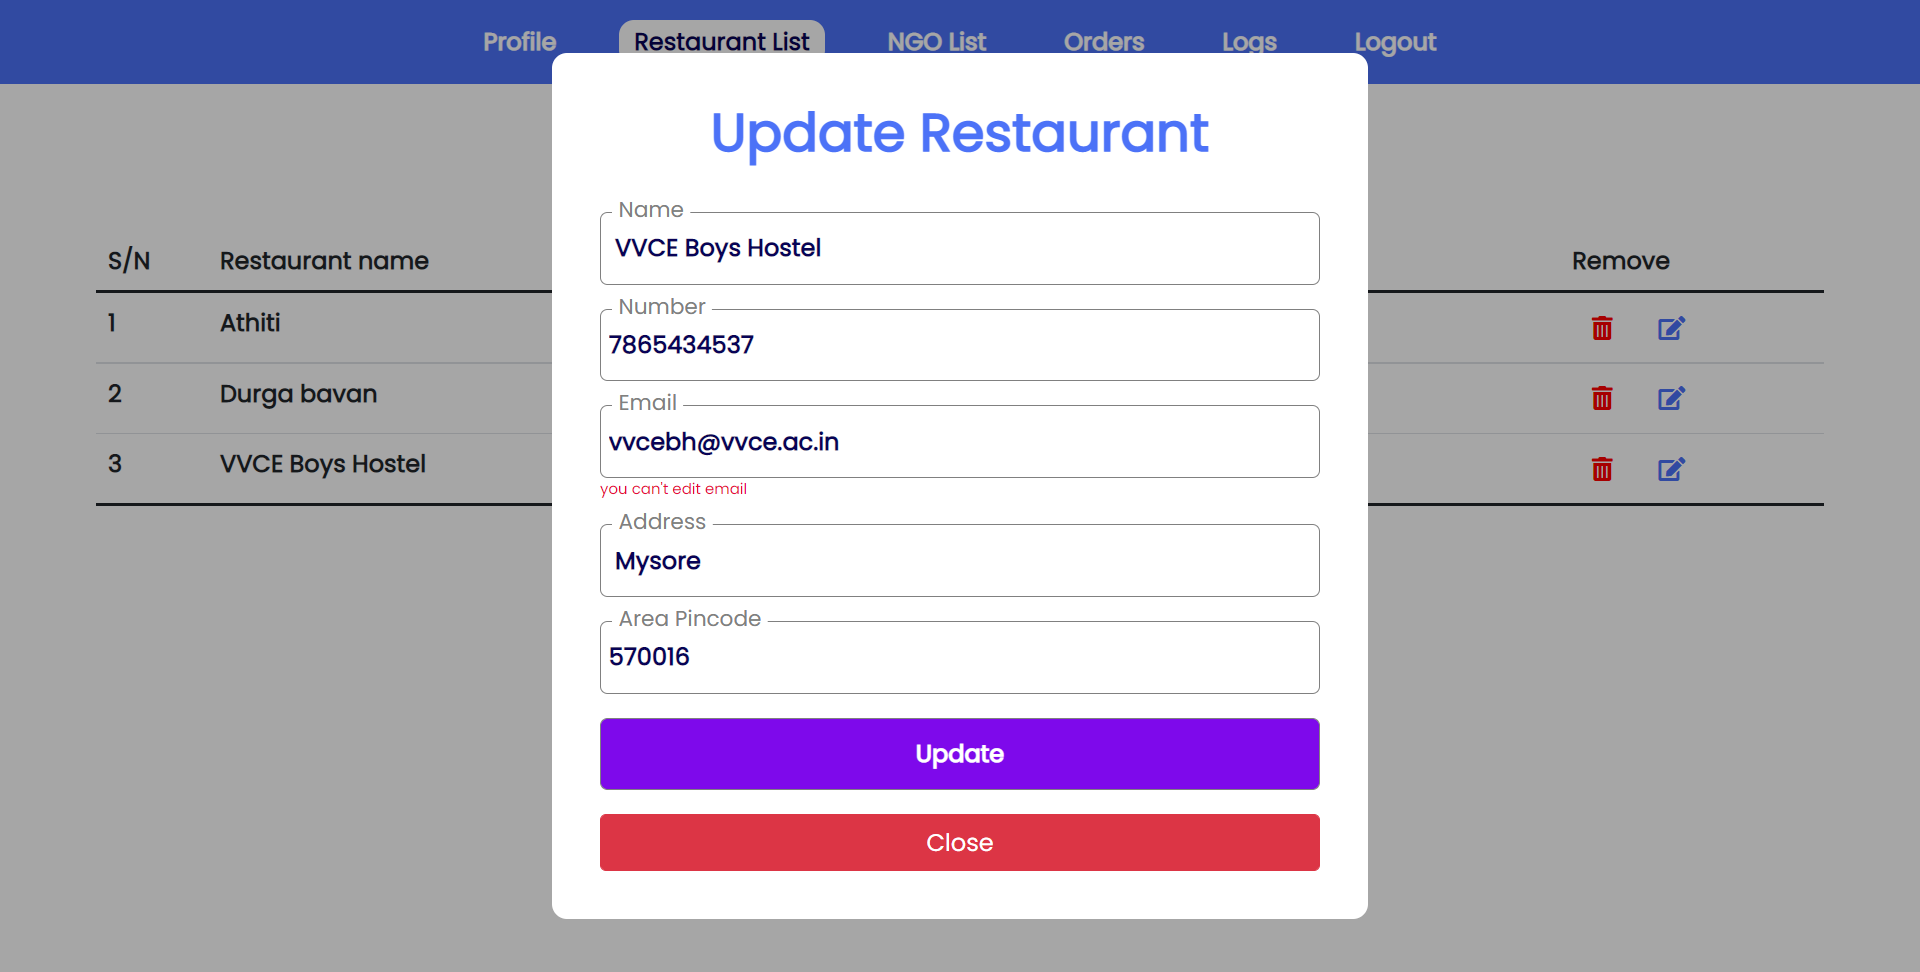 Profile Restaurant List NGO List Orders Logs Logout
Update Restaurant
S/N Restaurant name Remove
1 Athiti
2 Durga bavan
3 VVCE Boys Hostel
Name
VVCE Boys Hostel
Number
7865434537
Email
vvcebh@vvce.ac.in
you can't edit email
Address
Mysore
Area Pincode
570016
Update
Close